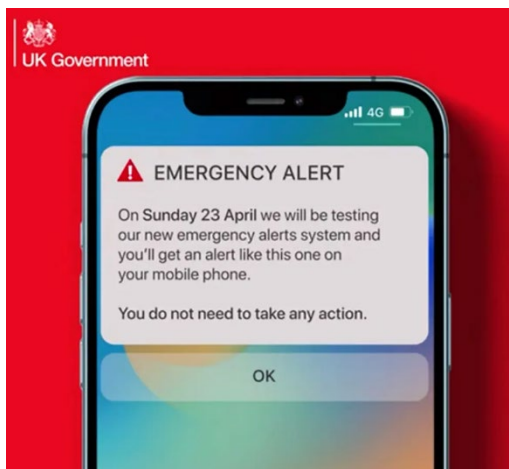 UK Government
4G
EMERGENCY ALERT
On Sunday 23 April we will be testing
our new emergency alerts system and
you'll get an alert like this one on
your mobile phone.
You do not need to take any action.
OK